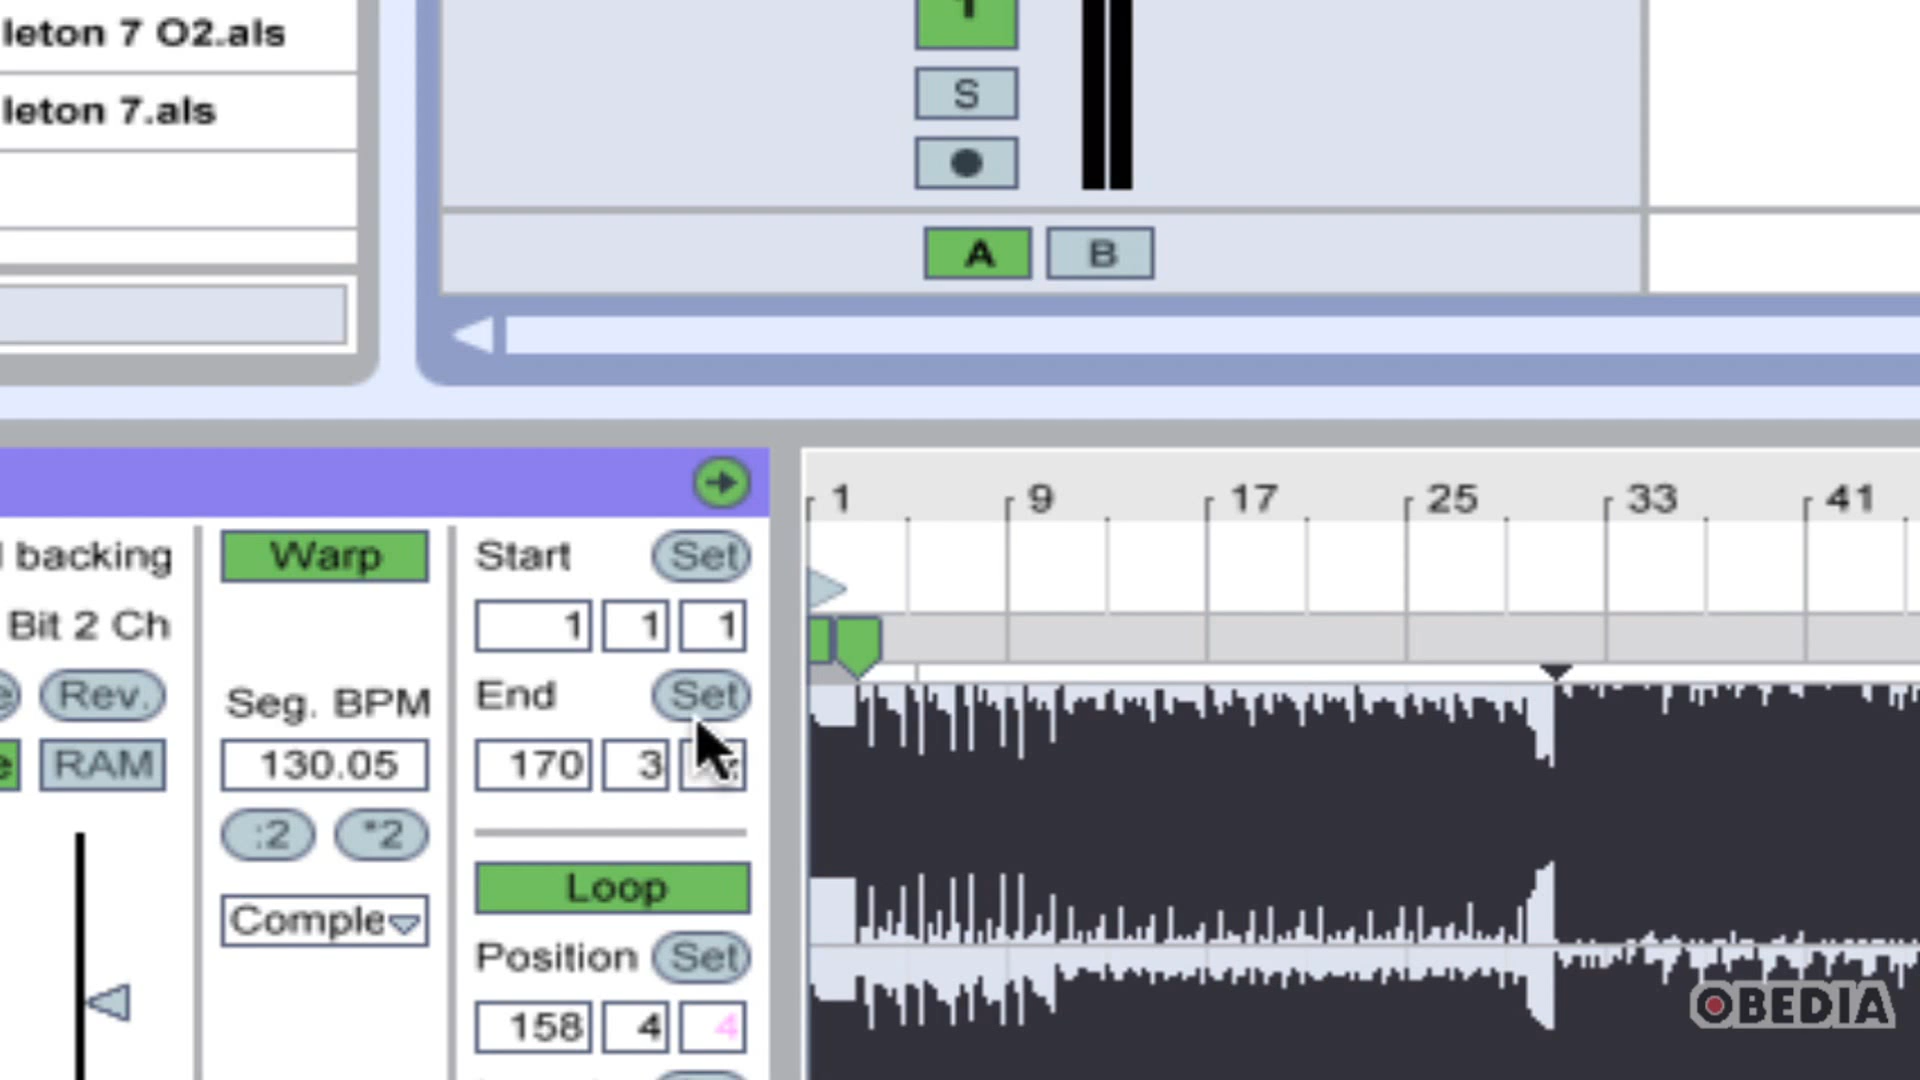 leton 7 O2.als
leton 7.als
1
S
A B
1 9 17 25 33 41
backing Warp Start Set
Bit 2 Ch 1 1 1
Rev. Seg. BPM End Set
RAM 130.05 170 3
:2 *2
Loop
Comple
Position Set
158 4 4
OBEDIA